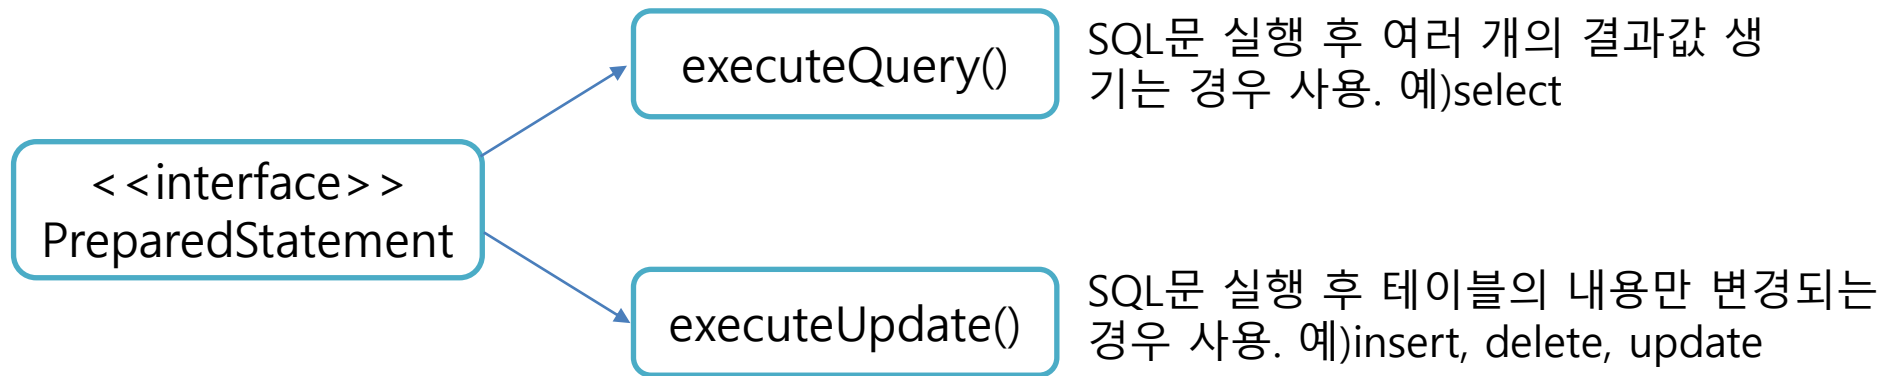 executeQuery()
SQL문 실행 후 여러 개의 결과값 생
기는 경우 사용. 예)select
<<interface>>
PreparedStatement
executeUpdate()
SQL문 실행 후 테이블의 내용만 변경되는
경우 사용. 예)insert, delete, update